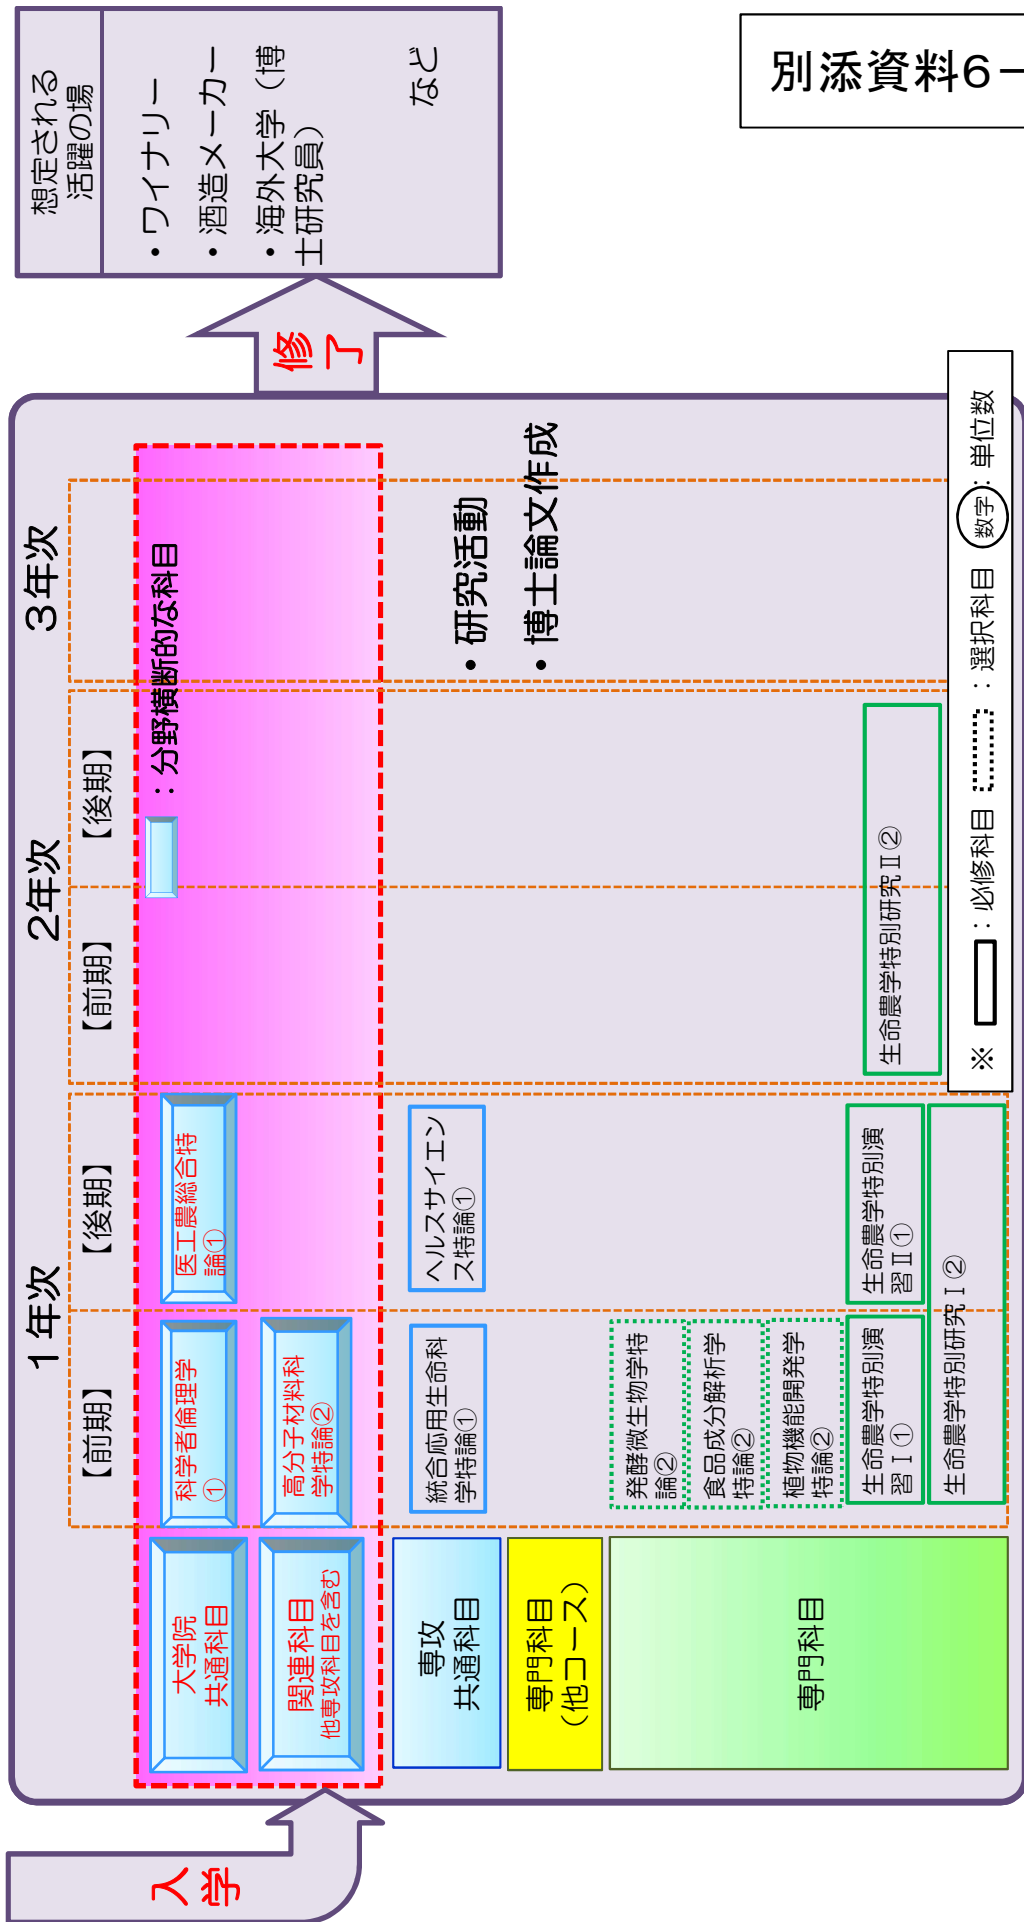 別添資料6－
入
学
1年次
2年次
3年次
【前期】
【後期】
【前期】
【後期】
大学院
共通科目
科学者倫理学
①
医工農総合特
論①
：分野横断的な科目
関連科目
他専攻科目を含む
高分子材料科
学特論②
専攻
共通科目
統合応用生命科
学特論①
ヘルスサイエン
ス特論①
・研究活動
・博士論文作成
専門科目
（他コース）
専門科目
発酵微生物学特
論②
食品成分解析学
特論②
植物機能開発学
特論②
生命農学特別演
習Ⅰ①
生命農学特別演
習Ⅱ①
生命農学特別研究Ⅰ②
生命農学特別研究Ⅱ②
※ ：必修科目 ：選択科目 数字：単位数
修
了
想定される
活躍の場
・ワイナリー
・酒造メーカー
・海外大学（博
士研究員）
など